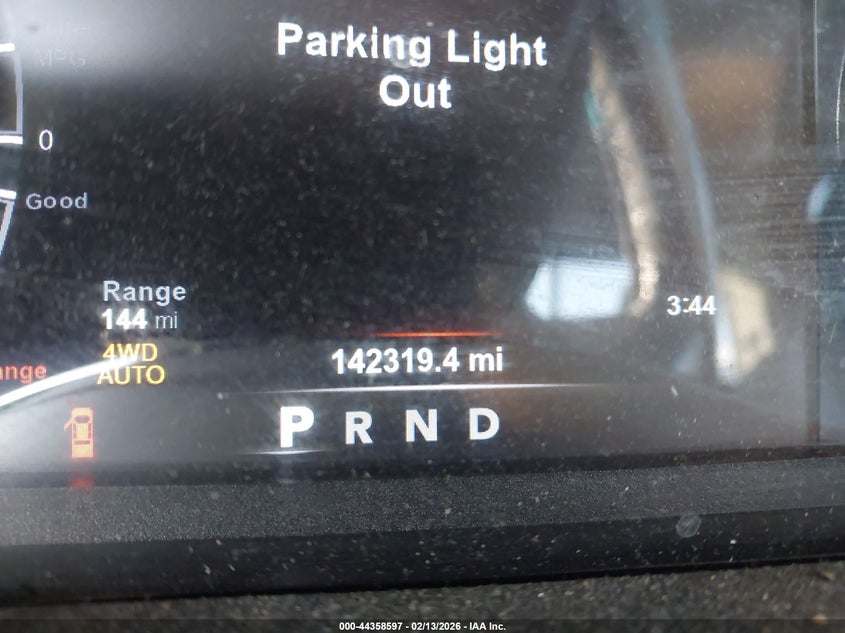 Parking Light
Out
MPG
0
Good
Range
144 mi
3:44
4WD
AUTO
142319.4 mi
P R N D
000-44358597 - 02/13/2026 - IAA Inc.